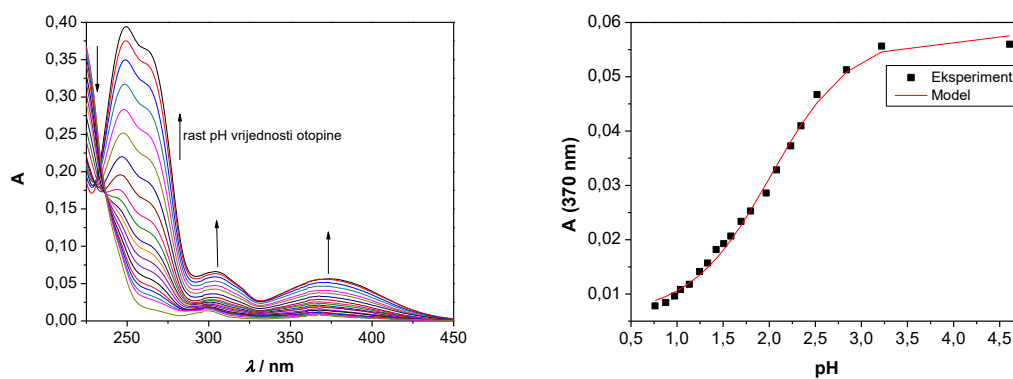 0,40
0,35
0,30
0,25
0,20
0,15
0,10
0,05
0,00
A
250 300 350 400 450
λ / nm
rast pH vrijednosti otopine
0,06
0,05
0,04
0,03
0,02
0,01
A (370 nm)
0,5 1,0 1,5 2,0 2,5 3,0 3,5 4,0 4,5
pH
Eksperiment
Model